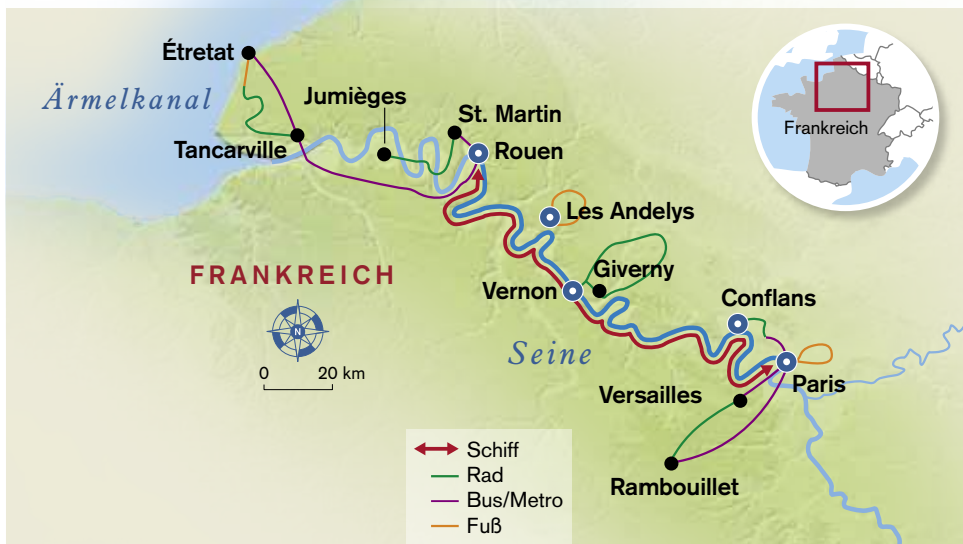 Étretat
Ärmelkanal
Jumièges
St. Martin
Tancarville
Rouen
Frankreich
Les Andelys
FRANKREICH
Giverny
Vernon
Conflans
N
Seine
0 20 km
Paris
Versailles
Rambouillet
Schiff
Rad
Bus/Metro
Fuß